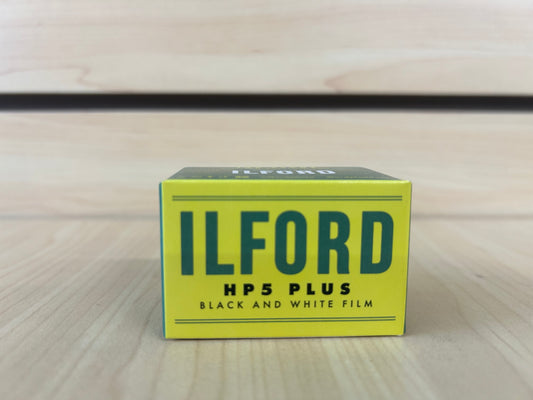 ILFORD
ILFORD
HP5 PLUS
BLACK AND WHITE FILM